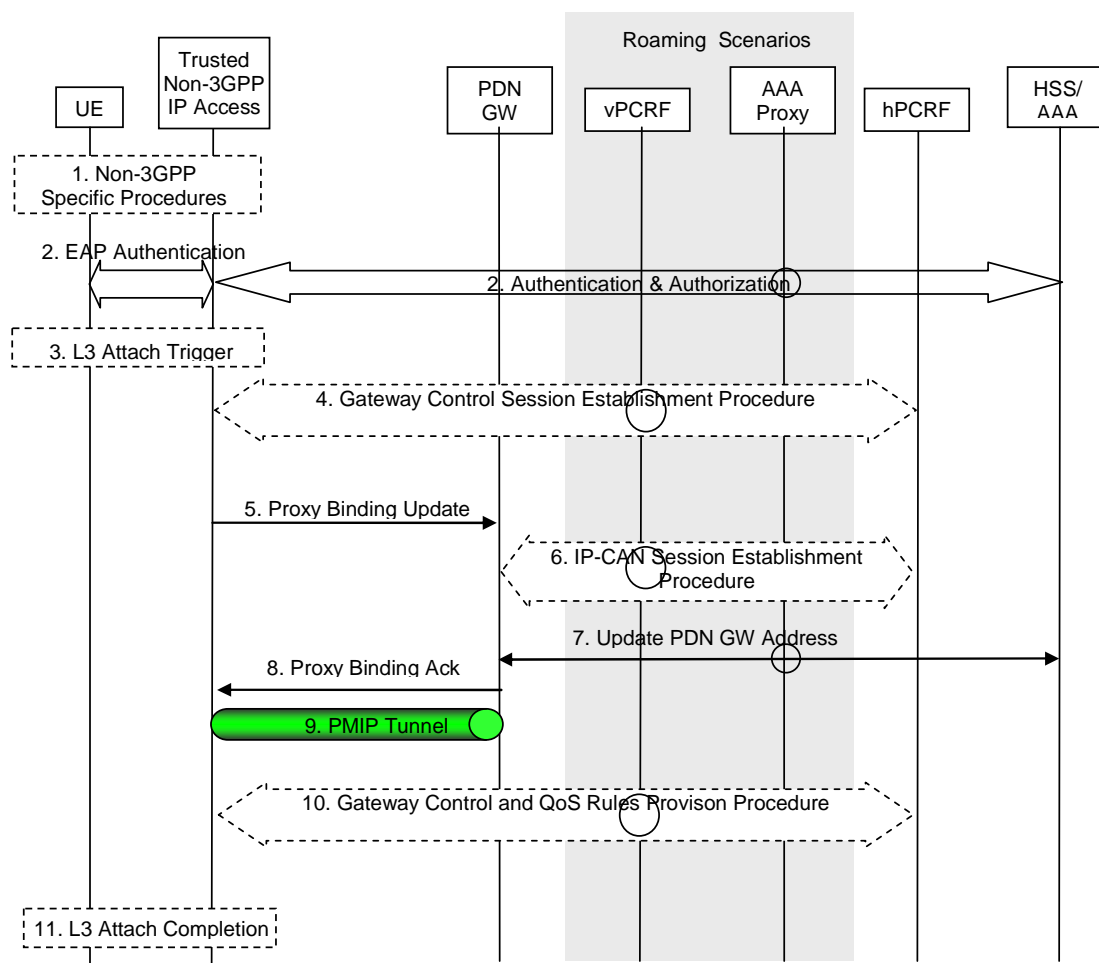 Roaming Scenarios
Trusted
Non-3GPP
IP Access
UE
PDN
GW
vPCRF
AAA
Proxy
hPCRF
HSS/
AAA
1. Non-3GPP
Specific Procedures
2. EAP Authentication
2. Authentication & Authorization
3. L3 Attach Trigger
4. Gateway Control Session Establishment Procedure
5. Proxy Binding Update
6. IP-CAN Session Establishment
Procedure
7. Update PDN GW Address
8. Proxy Binding Ack
9. PMIP Tunnel
10. Gateway Control and QoS Rules Provison Procedure
11. L3 Attach Completion